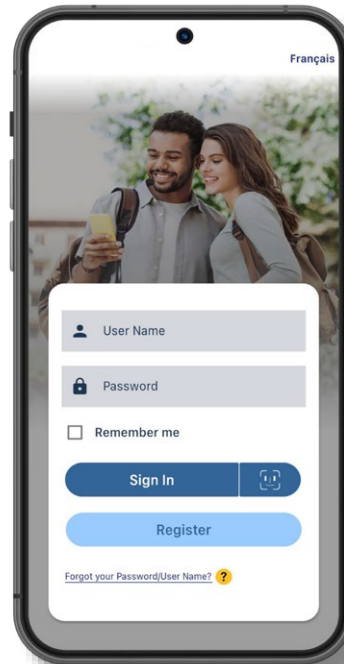 Français
User Name
Password
Remember me
Sign In
Register
Forgot your Password/User Name? ?